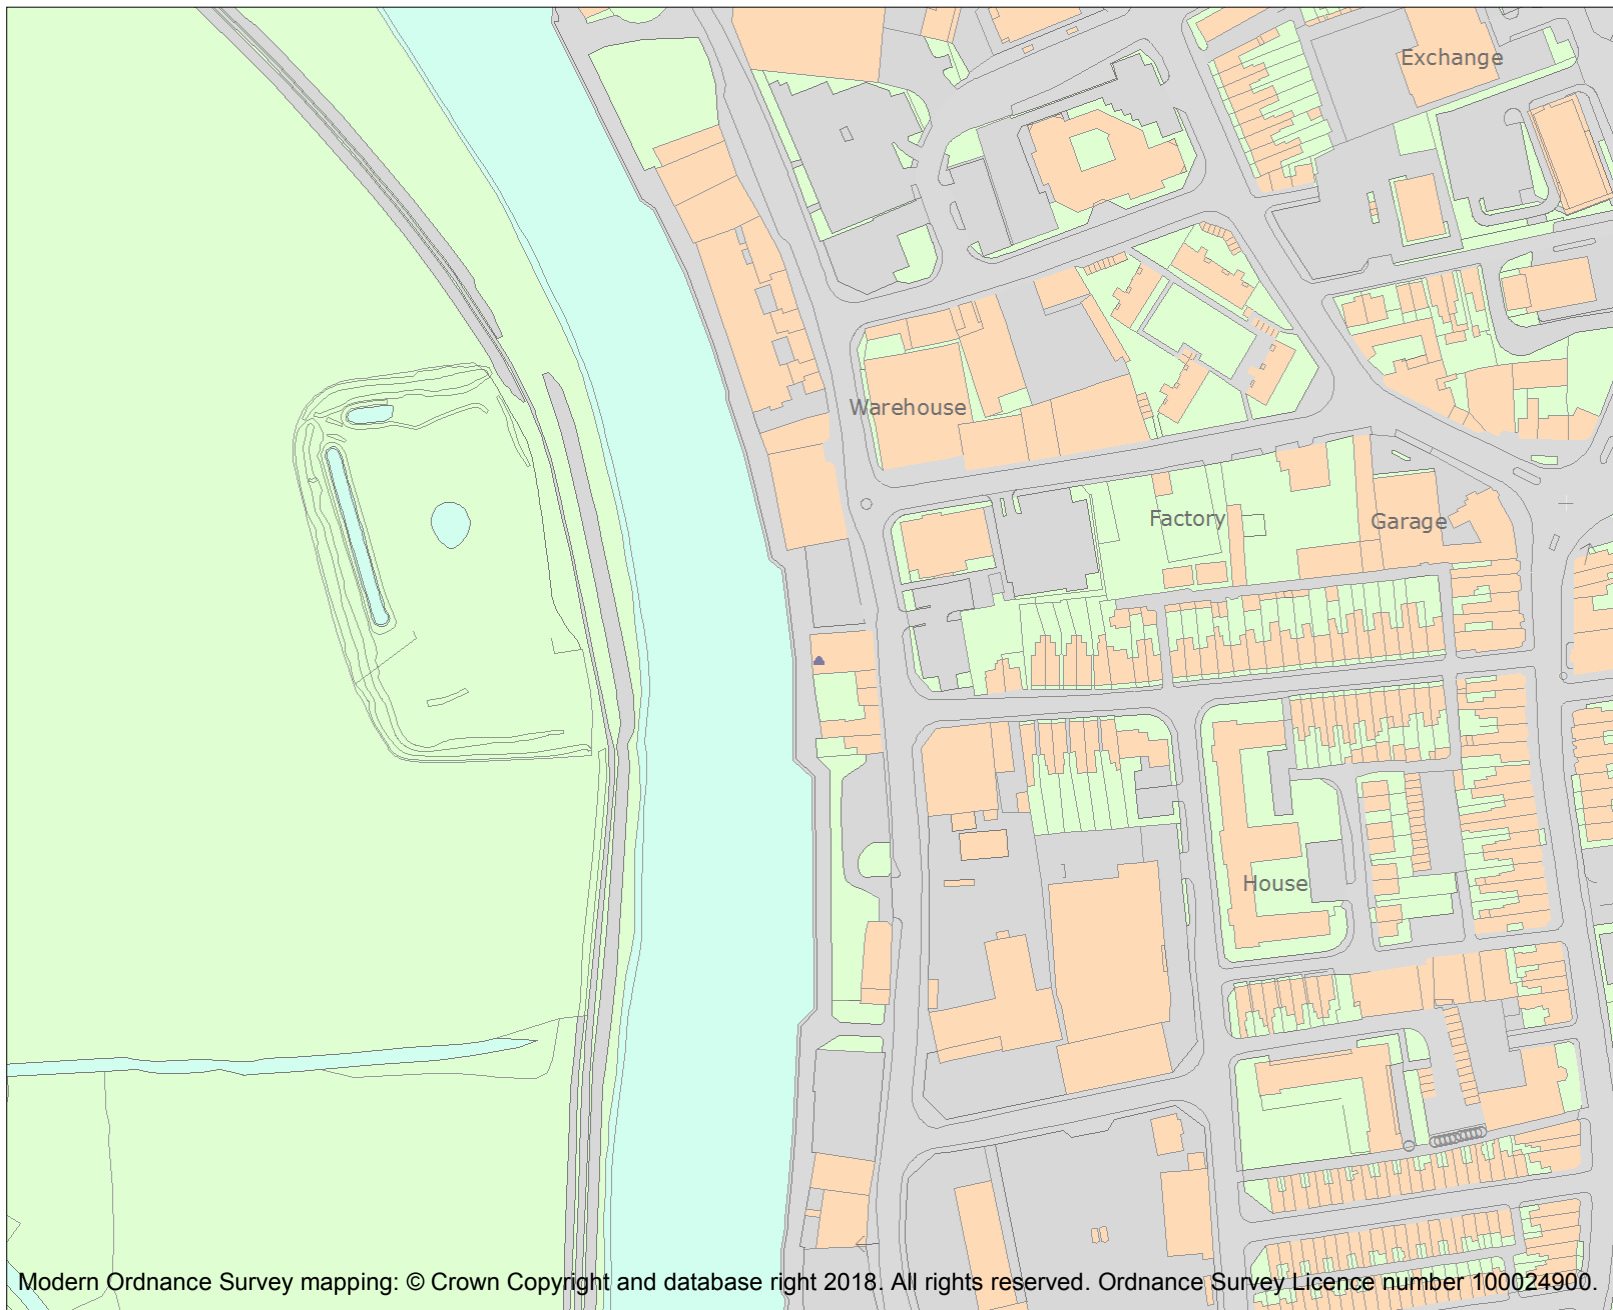 Exchange
Warehouse
Factory
Garage
House
Modern Ordnance Survey mapping: © Crown Copyright and database right 2018. All rights reserved. Ordnance Survey Licence number 100024900.